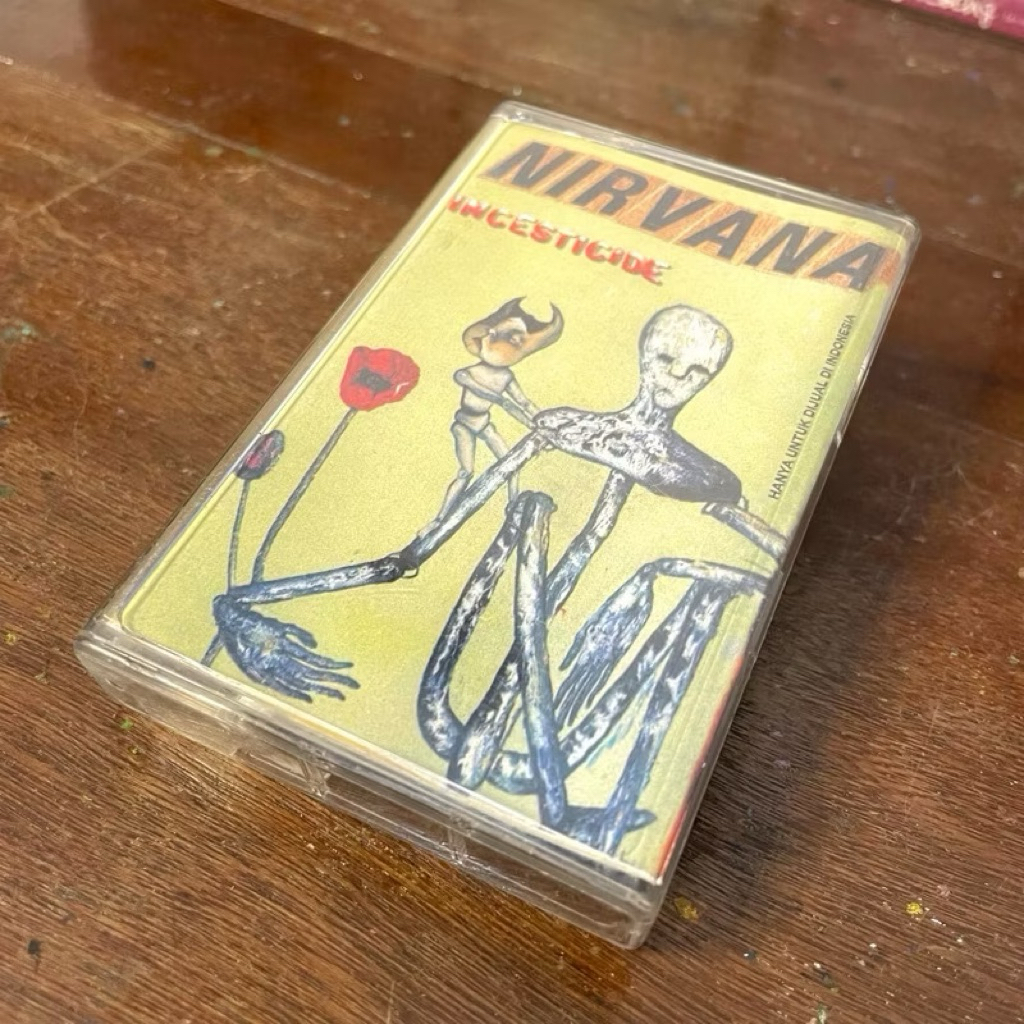 NIRVANA
INCESTICIDE
HANYA UNTUK DIJUAL DI INDONESIA